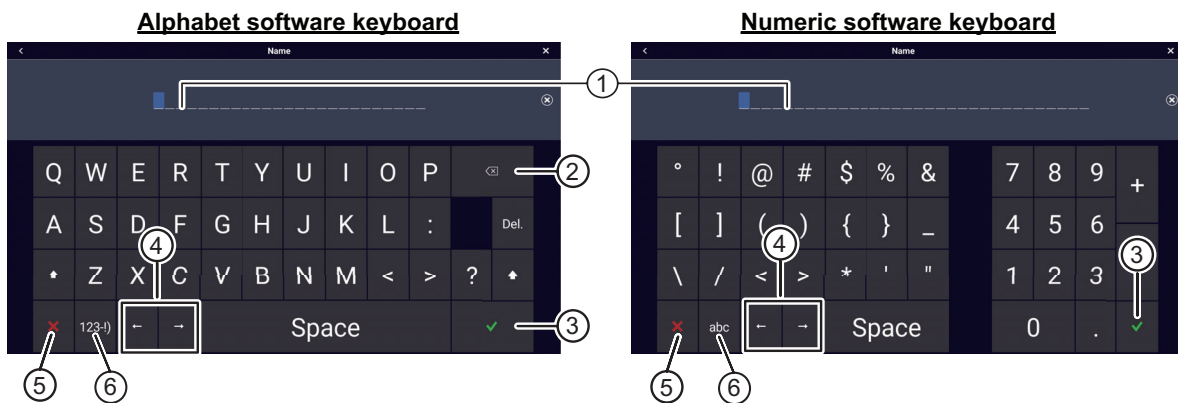 Alphabet software keyboard Numeric software keyboard
< Name × < Name ×
1
Q W E R T Y U I O P ⌫ 2 ° ! @ # $ % & 7 8 9 +
A S D F G H J K L : Del. [ ] ( ) { } _ 4 5 6
4 4 3
Z X C V B N M < > ? \ / < > * ' " 1 2 3
× 123-!) ← → Space ✓ 3 × abc ← → Space 0 . ✓
5 6 5 6